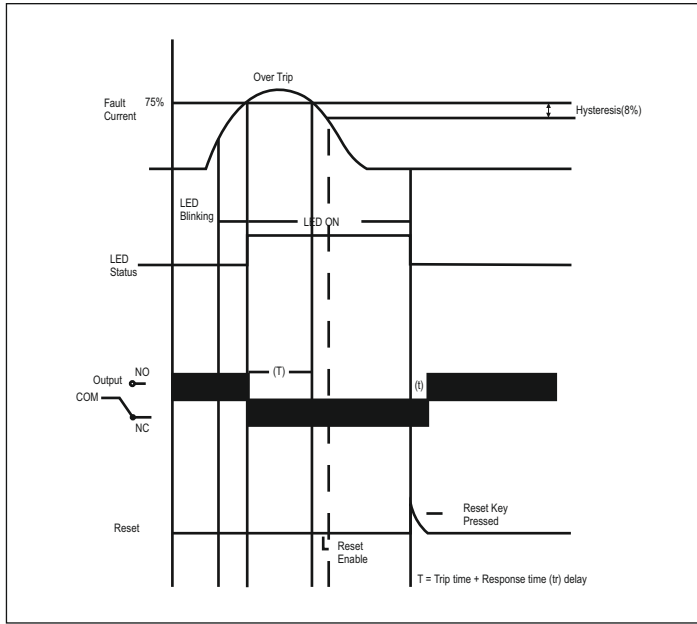 Over Trip
Fault
Current
75%
Hysteresis(8%)
LED
Blinking
LED ON
LED
Status
Output
NO
COM
NC
(T)
(t)
Reset
Reset Key
Pressed
Reset
Enable
T = Trip time + Response time (tr) delay